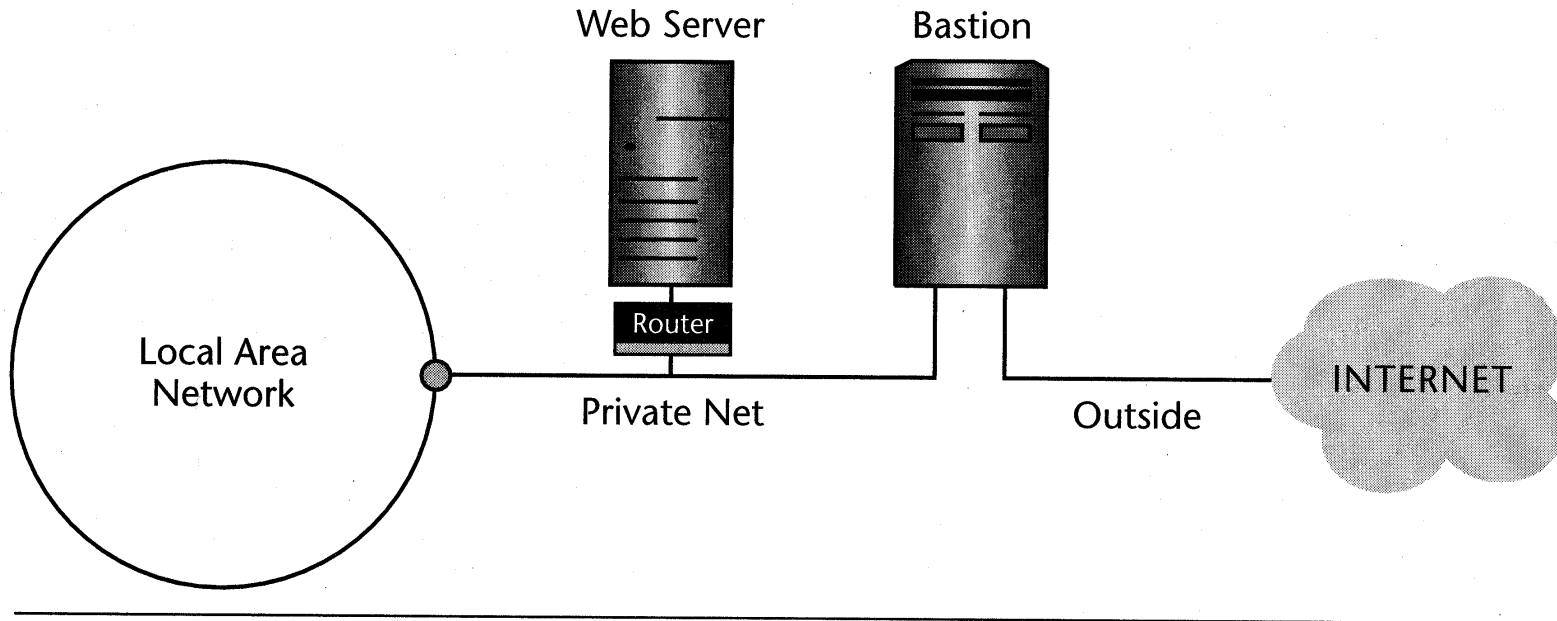 Web Server
Bastion
Router
Local Area
Network
Private Net
Outside
INTERNET